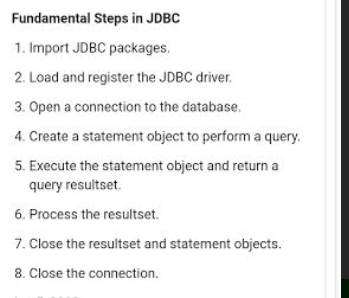 Fundamental Steps in JDBC
1. Import JDBC packages.
2. Load and register the JDBC driver.
3. Open a connection to the database.
4. Create a statement object to perform a query.
5. Execute the statement object and return a
query resultset.
6. Process the resultset.
7. Close the resultset and statement objects.
8. Close the connection.